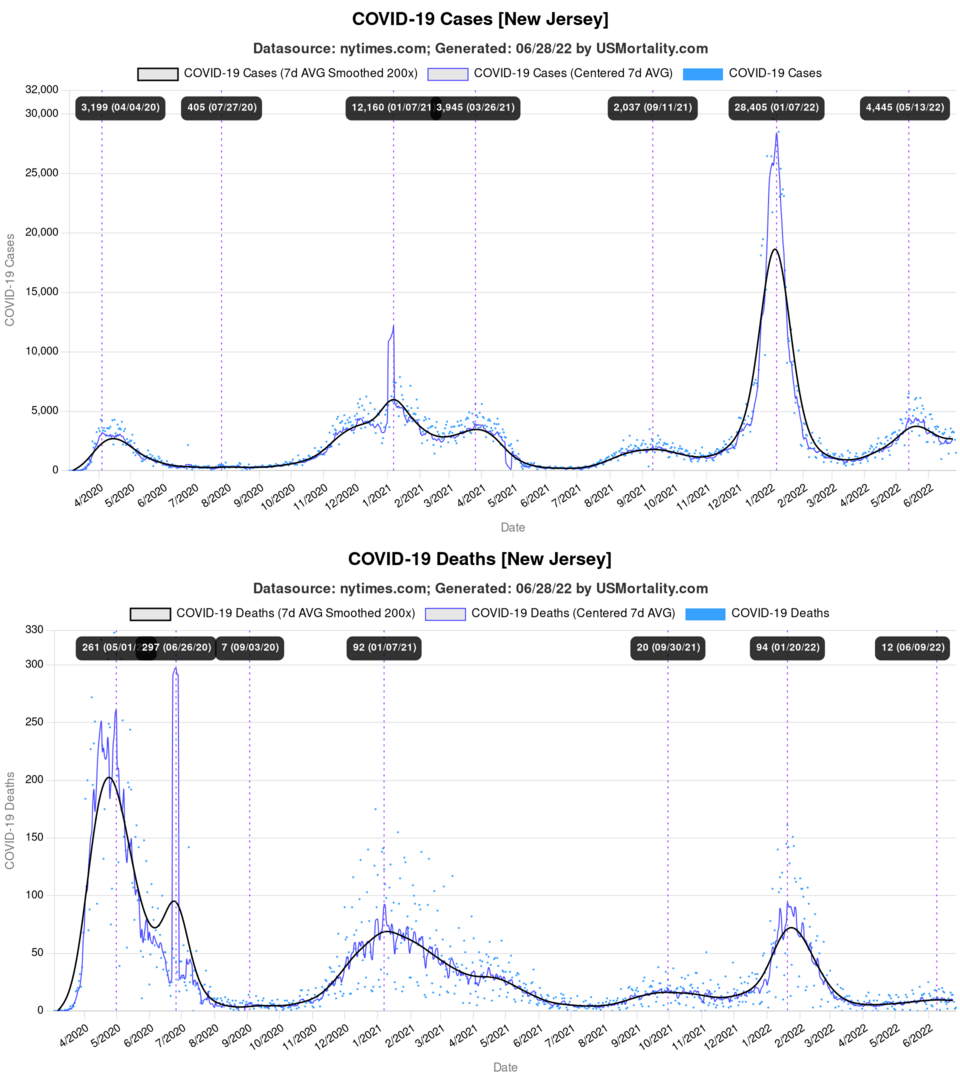 COVID-19 Cases [New Jersey]
Datasource: nytimes.com; Generated: 06/28/22 by USMortality.com
COVID-19 Cases (7d AVG Smoothed 200x) COVID-19 Cases (Centered 7d AVG) COVID-19 Cases
32,000
3,199 (04/04/20) 405 (07/27/20) 12,160 (01/07/21 3,945 (03/26/21) 2,037 (09/11/21) 28,405 (01/07/22) 4,445 (05/13/22)
30,000
25,000
20,000
15,000
10,000
5,000
0
COVID-19 Cases
4/2020 5/2020 6/2020 7/2020 8/2020 9/2020 10/2020 11/2020 12/2020 1/2021 2/2021 3/2021 4/2021 5/2021 6/2021 7/2021 8/2021 9/2021 10/2021 11/2021 12/2021 1/2022 2/2022 3/2022 4/2022 5/2022 6/2022
Date
COVID-19 Deaths [New Jersey]
Datasource: nytimes.com; Generated: 06/28/22 by USMortality.com
COVID-19 Deaths (7d AVG Smoothed 200x) COVID-19 Deaths (Centered 7d AVG) COVID-19 Deaths
330
261 (05/01/ 297 (06/26/20) 7 (09/03/20) 92 (01/07/21) 20 (09/30/21) 94 (01/20/22) 12 (06/09/22)
300
250
200
150
100
50
0
COVID-19 Deaths
4/2020 5/2020 6/2020 7/2020 8/2020 9/2020 10/2020 11/2020 12/2020 1/2021 2/2021 3/2021 4/2021 5/2021 6/2021 7/2021 8/2021 9/2021 10/2021 11/2021 12/2021 1/2022 2/2022 3/2022 4/2022 5/2022 6/2022
Date